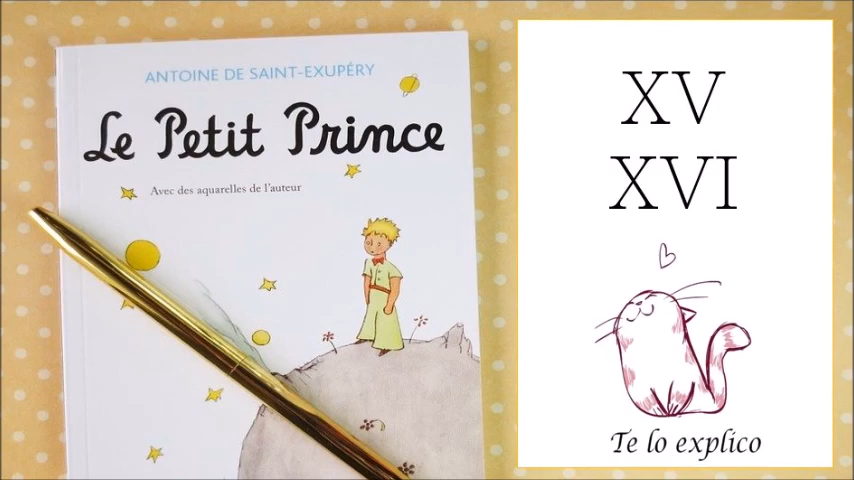 ANTOINE DE SAINT-EXUPÉRY
Le Petit Prince
Avec des aquarelles de l'auteur
XV
XVI
Te lo explico